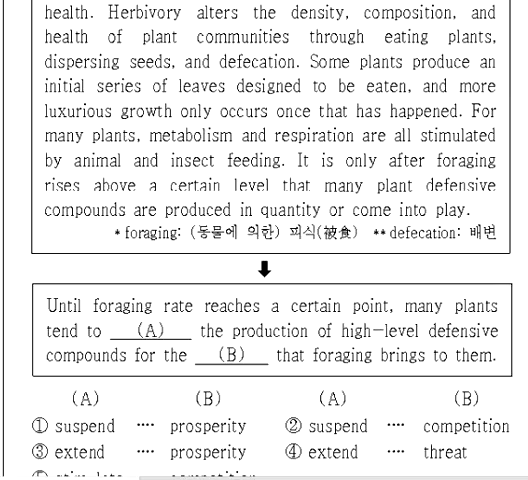 health. Herbivory alters the density, composition, and
health of plant communities through eating plants,
dispersing seeds, and defecation. Some plants produce an
initial series of leaves designed to be eaten, and more
luxurious growth only occurs once that has happened. For
many plants, metabolism and respiration are all stimulated
by animal and insect feeding. It is only after foraging
rises above a certain level that many plant defensive
compounds are produced in quantity or come into play.
* foraging: (동물에 의한) 피식(被食) ** defecation: 배변
Until foraging rate reaches a certain point, many plants
tend to (A) the production of high-level defensive
compounds for the (B) that foraging brings to them.
(A) (B) (A) (B)
① suspend ···· prosperity ② suspend ···· competition
③ extend ···· prosperity ④ extend ···· threat